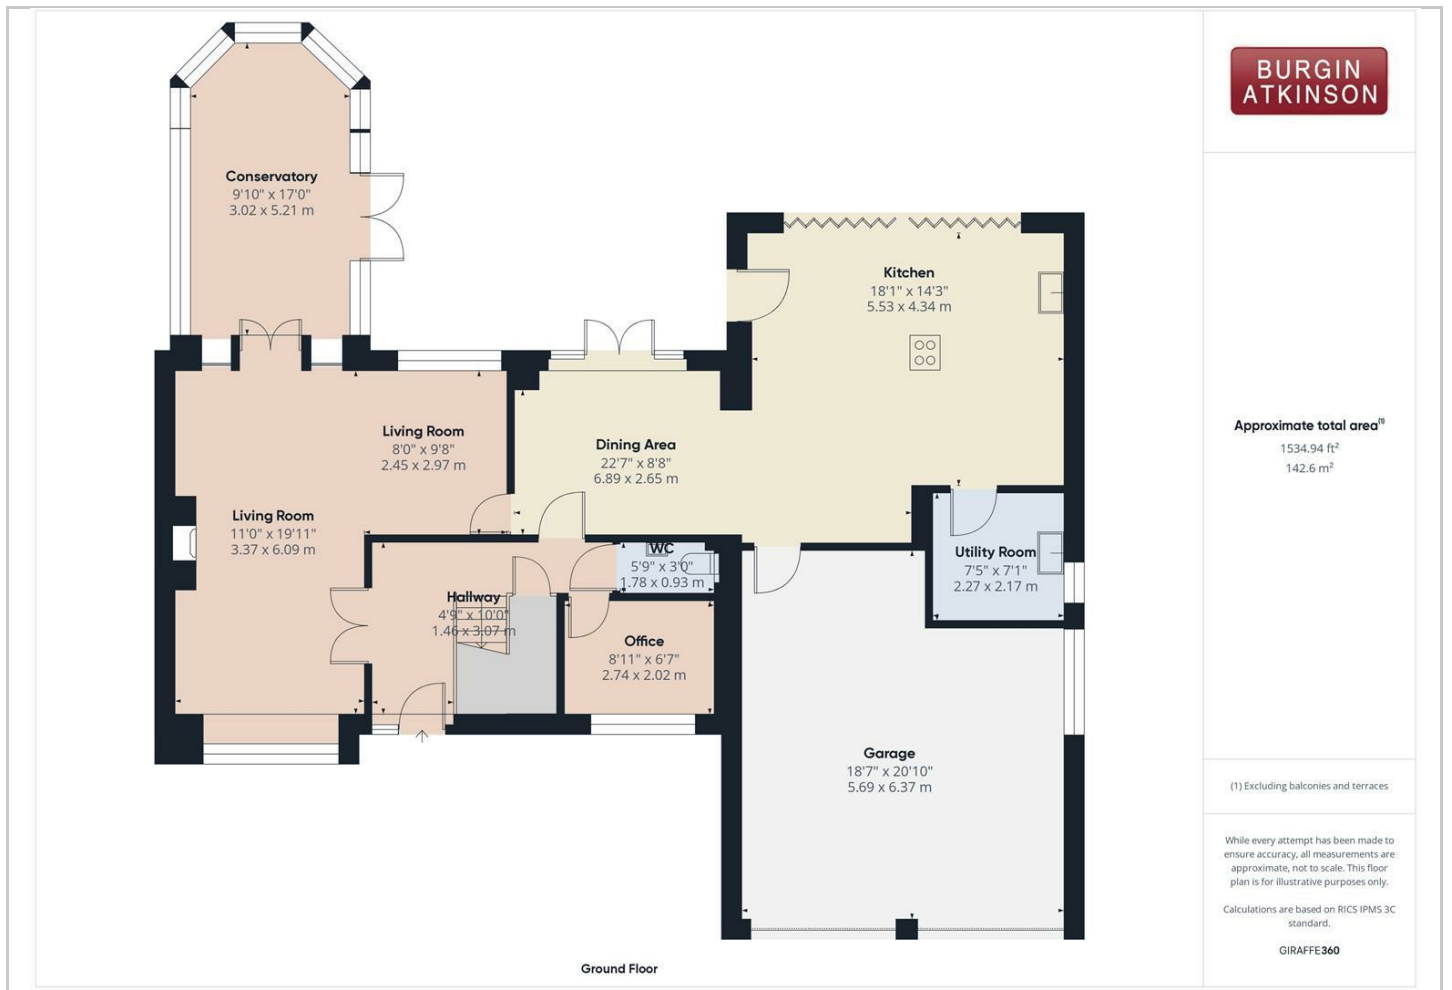 BURGIN
ATKINSON
Conservatory
9'10" x 17'0"
3.02 x 5.21 m
Kitchen
18'1" x 14'3"
5.53 x 4.34 m
Living Room
8'0" x 9'8"
2.45 x 2.97 m
Dining Area
22'7" x 8'8"
6.89 x 2.65 m
Living Room
11'0" x 19'11"
3.37 x 6.09 m
WC
5'9" x 3'0"
1.78 x 0.93 m
Utility Room
7'5" x 7'1"
2.27 x 2.17 m
Hallway
4'9" x 10'0"
1.46 x 3.07 m
Office
8'11" x 6'7"
2.74 x 2.02 m
Garage
18'7" x 20'10"
5.69 x 6.37 m
Ground Floor
Approximate total area(1)
1534.94 ft²
142.6 m²
(1) Excluding balconies and terraces
While every attempt has been made to
ensure accuracy, all measurements are
approximate, not to scale. This floor
plan is for illustrative purposes only.
Calculations are based on RICS IPMS 3C
standard.
GIRAFFE360